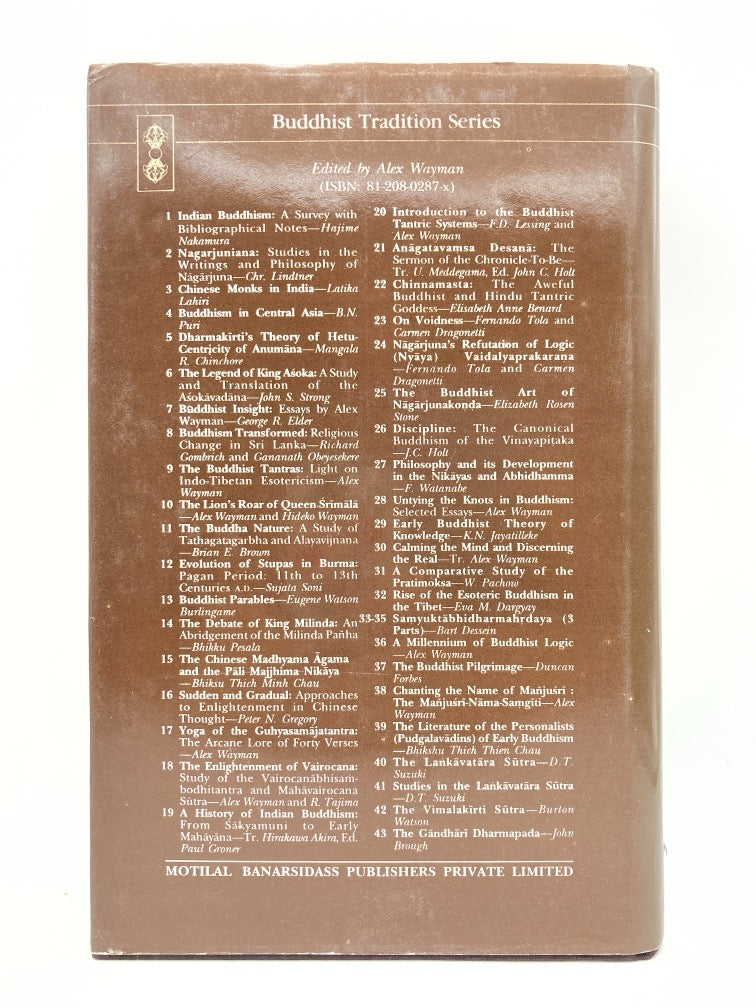 Buddhist Tradition Series
Edited by Alex Wayman
(ISBN: 81-208-0287-x)
1 Indian Buddhism: A Survey with
Bibliographical Notes—Hajime
Nakamura
2 Nagarjuniana: Studies in the
Writings and Philosophy of
Nāgārjuna—Chr. Lindtner
3 Chinese Monks in India—Latika
Lahiri
4 Buddhism in Central Asia—B.N.
Puri
5 Dharmakīrti's Theory of Hetu-
Centricity of Anumāna—Mangala
R. Chinchore
6 The Legend of King Aśoka: A Study
and Translation of the
Aśokāvadāna—John S. Strong
7 Buddhist Insight: Essays by Alex
Wayman—George R. Elder
8 Buddhism Transformed: Religious
Change in Sri Lanka—Richard
Gombrich and Gananath Obeyesekere
9 The Buddhist Tantras: Light on
Indo-Tibetan Esotericism—Alex
Wayman
10 The Lion's Roar of Queen Śrīmālā
—Alex Wayman and Hideko Wayman
11 The Buddha Nature: A Study of
Tathagatagarbha and Alayavijnana
—Brian E. Brown
12 Evolution of Stupas in Burma:
Pagan Period: 11th to 13th
Centuries A.D.—Sujata Soni
13 Buddhist Parables—Eugene Watson
Burlingame
14 The Debate of King Milinda: An
Abridgement of the Milinda Pañha
—Bhikku Pesala
15 The Chinese Madhyama Āgama
and the Pāli Majjhima Nikāya
—Bhiksu Thich Minh Chau
16 Sudden and Gradual: Approaches
to Enlightenment in Chinese
Thought—Peter N. Gregory
17 Yoga of the Guhyasamājatantra:
The Arcane Lore of Forty Verses
—Alex Wayman
18 The Enlightenment of Vairocana:
Study of the Vairocanābhisam-
bodhitantra and Mahāvairocana
Sūtra—Alex Wayman and R. Tajima
19 A History of Indian Buddhism:
From Śākyamuni to Early
Mahāyāna—Tr. Hirakawa Akira, Ed.
Paul Groner
20 Introduction to the Buddhist
Tantric Systems—F.D. Lessing and
Alex Wayman
21 Anāgatavaṃsa Desanā: The
Sermon of the Chronicle-To-Be—
Tr. U. Meddegama, Ed. John C. Holt
22 Chinnamasta: The Aweful
Buddhist and Hindu Tantric
Goddess—Elisabeth Anne Benard
23 On Voidness—Fernando Tola and
Carmen Dragonetti
24 Nāgārjuna's Refutation of Logic
(Nyāya) Vaidalyaprakaraṇa
—Fernando Tola and Carmen
Dragonetti
25 The Buddhist Art of
Nāgārjunakoṇḍa—Elizabeth Rosen
Stone
26 Discipline: The Canonical
Buddhism of the Vinayapiṭaka
—J.C. Holt
27 Philosophy and its Development
in the Nikāyas and Abhidhamma
—F. Watanabe
28 Untying the Knots in Buddhism:
Selected Essays—Alex Wayman
29 Early Buddhist Theory of
Knowledge—K.N. Jayatilleke
30 Calming the Mind and Discerning
the Real—Tr. Alex Wayman
31 A Comparative Study of the
Pratimoksa—W. Pachow
32 Rise of the Esoteric Buddhism in
the Tibet—Eva M. Dargyay
33-35 Saṃyuktābhidharmahṛdaya (3
Parts)—Bart Dessein
36 A Millennium of Buddhist Logic
—Alex Wayman
37 The Buddhist Pilgrimage—Duncan
Forbes
38 Chanting the Name of Mañjuśrī :
The Mañjuśrī-Nāma-Saṃgīti—Alex
Wayman
39 The Literature of the Personalists
(Pudgalavādins) of Early Buddhism
—Bhikshu Thich Thien Chau
40 The Laṅkāvatāra Sūtra—D.T.
Suzuki
41 Studies in the Laṅkāvatāra Sūtra
—D.T. Suzuki
42 The Vimalakīrti Sūtra—Burton
Watson
43 The Gāndhārī Dharmapada—John
Brough
MOTILAL BANARSIDASS PUBLISHERS PRIVATE LIMITED